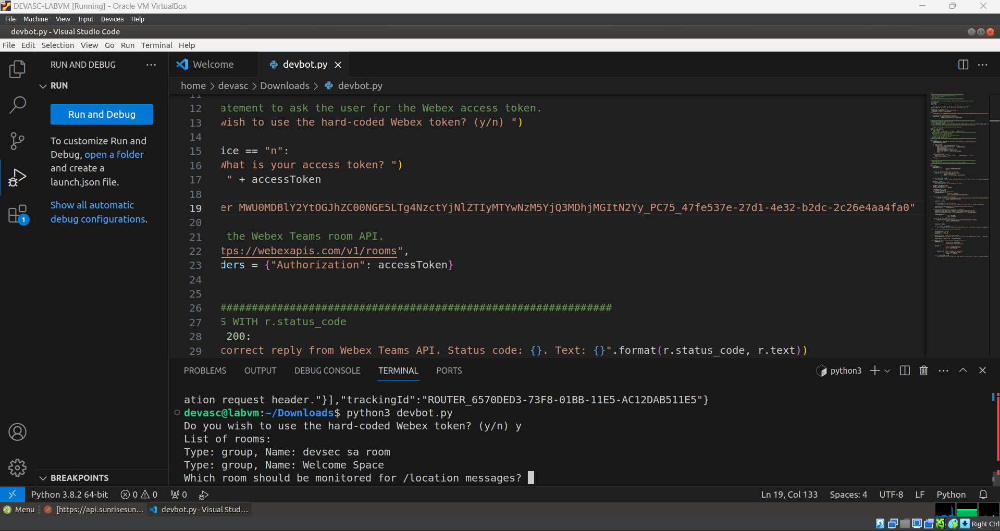 DEVASC-LABVM [Running] - Oracle VM VirtualBox
File Machine View Input Devices Help
devbot.py - Visual Studio Code
File Edit Selection View Go Run Terminal Help
RUN AND DEBUG
Welcome
devbot.py
home > devasc > Downloads > devbot.py
RUN
Run and Debug
To customize Run and
Debug, open a folder
and create a
launch.json file.
Show all automatic
debug configurations.
1
11
12 atement to ask the user for the Webex access token.
13 wish to use the hard-coded Webex token? (y/n) ")
14
15 ice == "n":
16 What is your access token? ")
17 " + accessToken
18
19 er MWU0MDBlY2YtOGJhZC00NGE5LTg4NzctYjNlZTIyMTYwNzM5YjQ3MDhjMGItN2Yy_PC75_47fe537e-27d1-4e32-b2dc-2c26e4aa4fa0"
20
21 the Webex Teams room API.
22 tps://webexapis.com/v1/rooms",
23 ders = {"Authorization": accessToken}
24
25
26 ##############################################################
27 S WITH r.status_code
28 200:
29 correct reply from Webex Teams API. Status code: {}. Text: {}".format(r.status_code, r.text))
PROBLEMS OUTPUT DEBUG CONSOLE TERMINAL PORTS
python3
ation request header."}],"trackingId":"ROUTER_6570DED3-73F8-01BB-11E5-AC12DAB511E5"}
devasc@labvm:~/Downloads$ python3 devbot.py
Do you wish to use the hard-coded Webex token? (y/n) y
List of rooms:
Type: group, Name: devsec sa room
Type: group, Name: Welcome Space
Which room should be monitored for /location messages?
BREAKPOINTS
Python 3.8.2 64-bit 0 0 0
Ln 19, Col 133 Spaces: 4 UTF-8 LF Python
Menu [https://api.sunrisesun... devbot.py - Visual Stud...
Right Ctrl